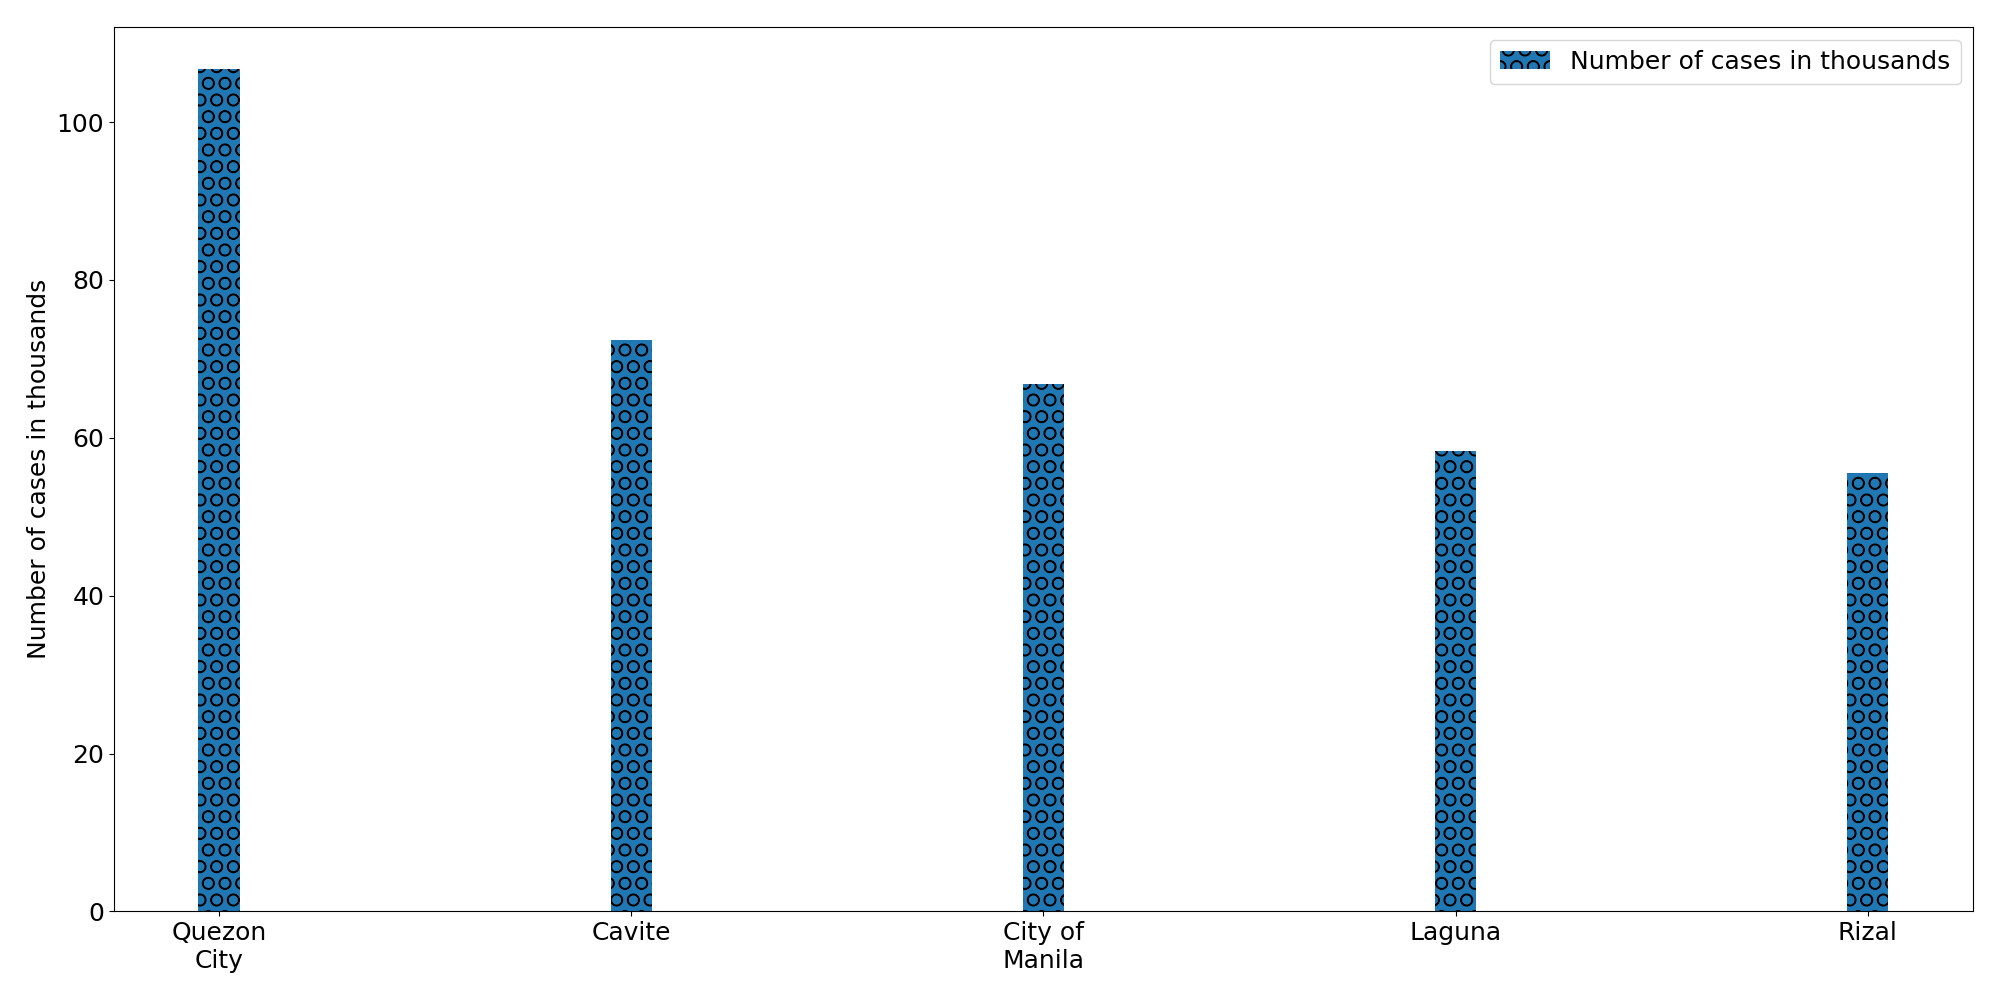 Number of cases in thousands
Number of cases in thousands
100
80
60
40
20
0
Quezon
City
Cavite
City of
Manila
Laguna
Rizal